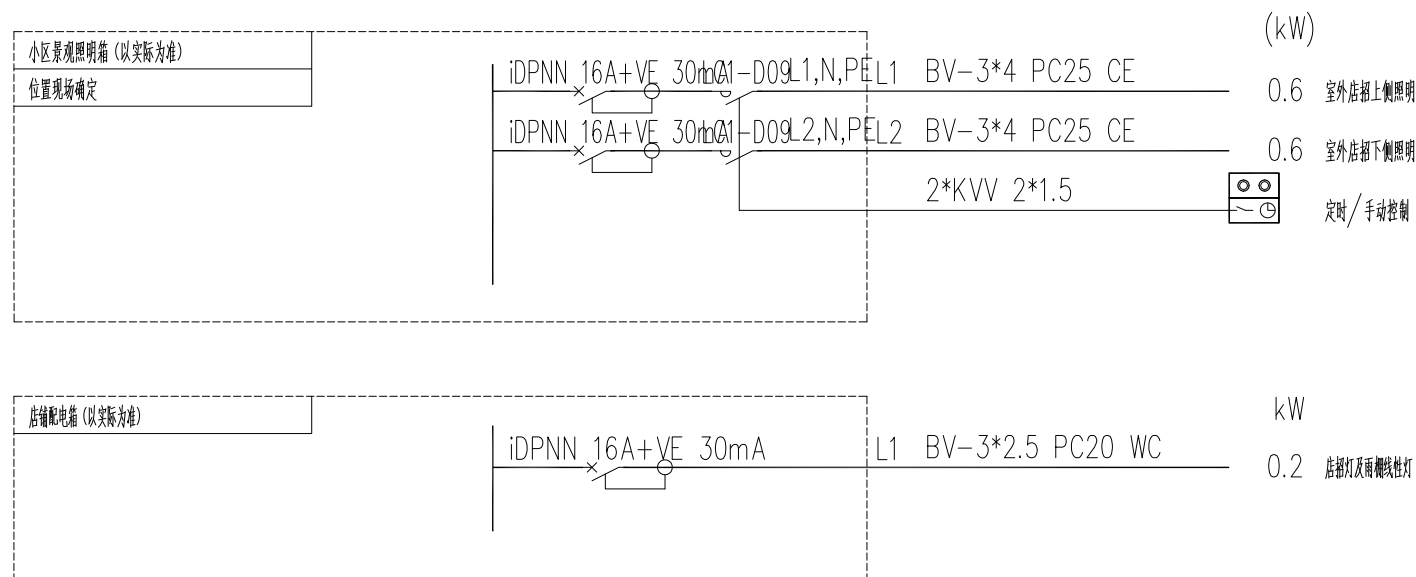 (kW)
小区景观照明箱(以实际为准)
位置现场确定
iDPNN 16A+VE 30mA LC1-D09 L1,N,PE L1 BV-3*4 PC25 CE 0.6 室外店招上侧照明
iDPNN 16A+VE 30mA LC1-D09 L2,N,PE L2 BV-3*4 PC25 CE 0.6 室外店招下侧照明
2*KVV 2*1.5 定时/手动控制
店铺配电箱(以实际为准)
kW
iDPNN 16A+VE 30mA L1 BV-3*2.5 PC20 WC 0.2 店招灯及雨棚线性灯